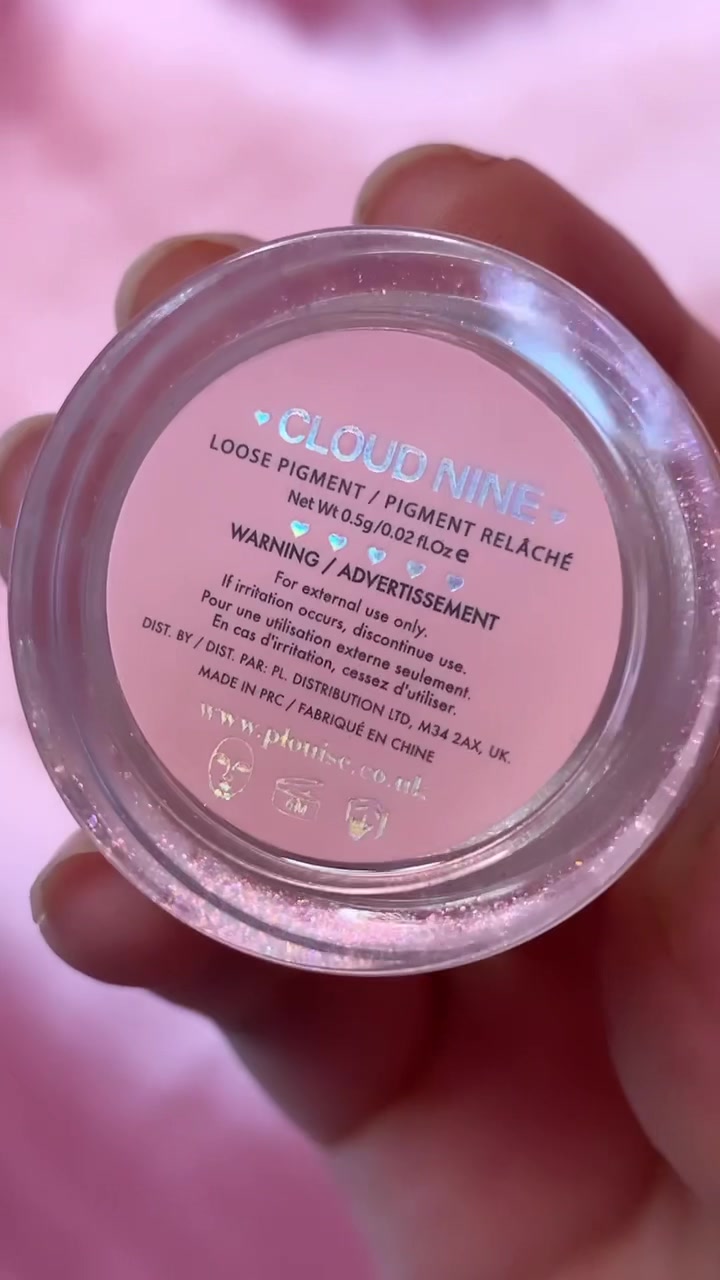 CLOUD NINE
LOOSE PIGMENT / PIGMENT RELÂCHÉ
Net Wt 0.5g/0.02 fl.Oz e
WARNING / ADVERTISSEMENT
For external use only.
If irritation occurs, discontinue use.
Pour une utilisation externe seulement.
En cas d'irritation, cessez d'utiliser.
DIST. BY / DIST. PAR: PL. DISTRIBUTION LTD, M34 2AX, UK.
MADE IN PRC / FABRIQUÉ EN CHINE
www.plouise.co.uk
6M